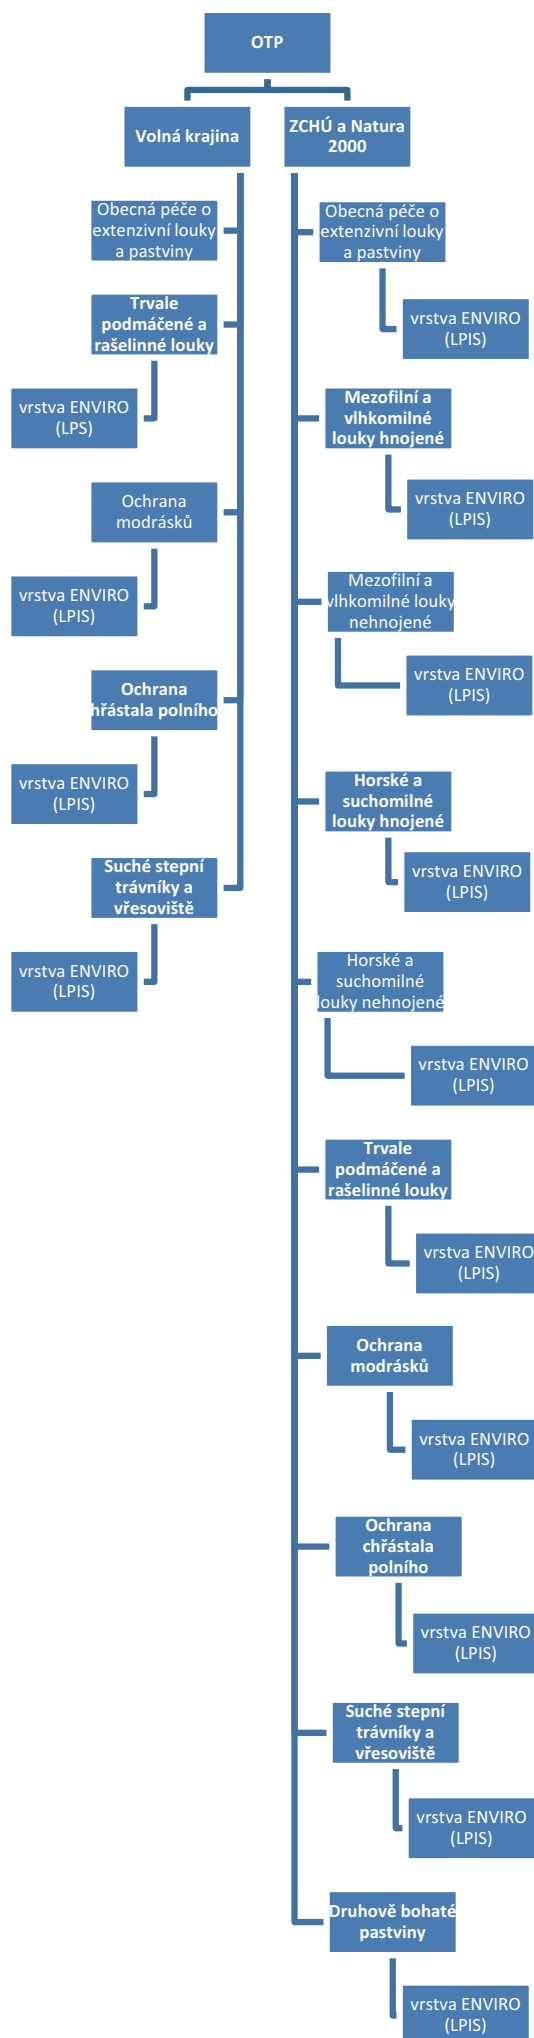 OTP
Volná krajina
Obecná péče o
extenzivní louky
a pastviny
Trvale
podmáčené a
rašelinné louky
vrstva ENVIRO
(LPS)
Ochrana
modrásků
vrstva ENVIRO
(LPIS)
Ochrana
chřástala polního
vrstva ENVIRO
(LPIS)
Suché stepní
trávníky a
vřesoviště
vrstva ENVIRO
(LPIS)
ZCHÚ a Natura
2000
Obecná péče o
extenzivní louky
a pastviny
vrstva ENVIRO
(LPIS)
Mezofilní a
vlhkomilné
louky hnojené
vrstva ENVIRO
(LPIS)
Mezofilní a
vlhkomilné louky
nehnojené
vrstva ENVIRO
(LPIS)
Horské a
suchomilné
louky hnojené
vrstva ENVIRO
(LPIS)
Horské a
suchomilné
louky nehnojené
vrstva ENVIRO
(LPIS)
Trvale
podmáčené a
rašelinné louky
vrstva ENVIRO
(LPIS)
Ochrana
modrásků
vrstva ENVIRO
(LPIS)
Ochrana
chřástala
polního
vrstva ENVIRO
(LPIS)
Suché stepní
trávníky a
vřesoviště
vrstva ENVIRO
(LPIS)
Druhově bohaté
pastviny
vrstva ENVIRO
(LPIS)